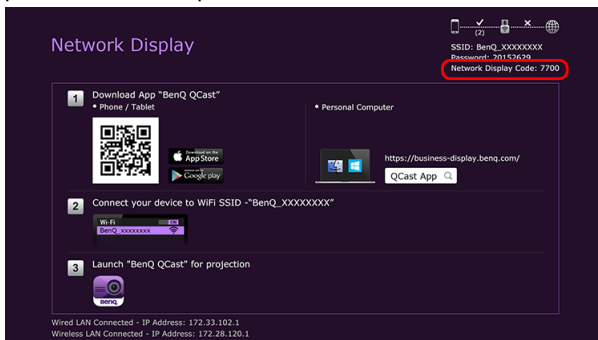 (2)
Network Display
SSID: BenQ_XXXXXXXX
Password: 20152629
Network Display Code: 7700
1
Download App "BenQ QCast"
• Phone / Tablet
• Personal Computer
Download on the
App Store
Google play
https://business-display.benq.com/
QCast App
2
Connect your device to WiFi SSID -"BenQ_XXXXXXXX"
Wi-Fi ON
BenQ_xxxxxxxx
3
Launch "BenQ QCast" for projection
BenQ
Wired LAN Connected - IP Address: 172.33.102.1
Wireless LAN Connected - IP Address: 172.28.120.1